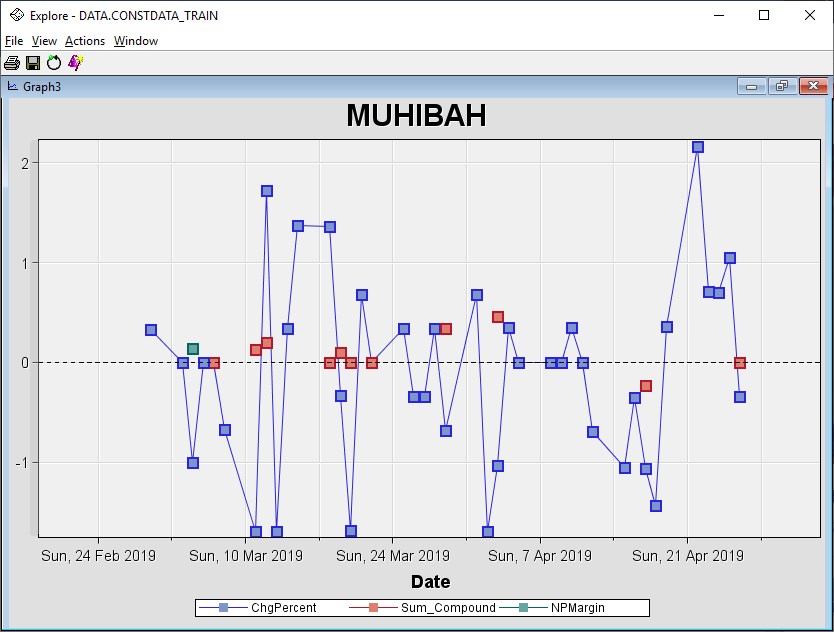 Explore - DATA.CONSTDATA_TRAIN
File View Actions Window
Graph3
MUHIBAH
2
1
0
-1
Sun, 24 Feb 2019 Sun, 10 Mar 2019 Sun, 24 Mar 2019 Sun, 7 Apr 2019 Sun, 21 Apr 2019
Date
ChgPercent Sum_Compound NPMargin